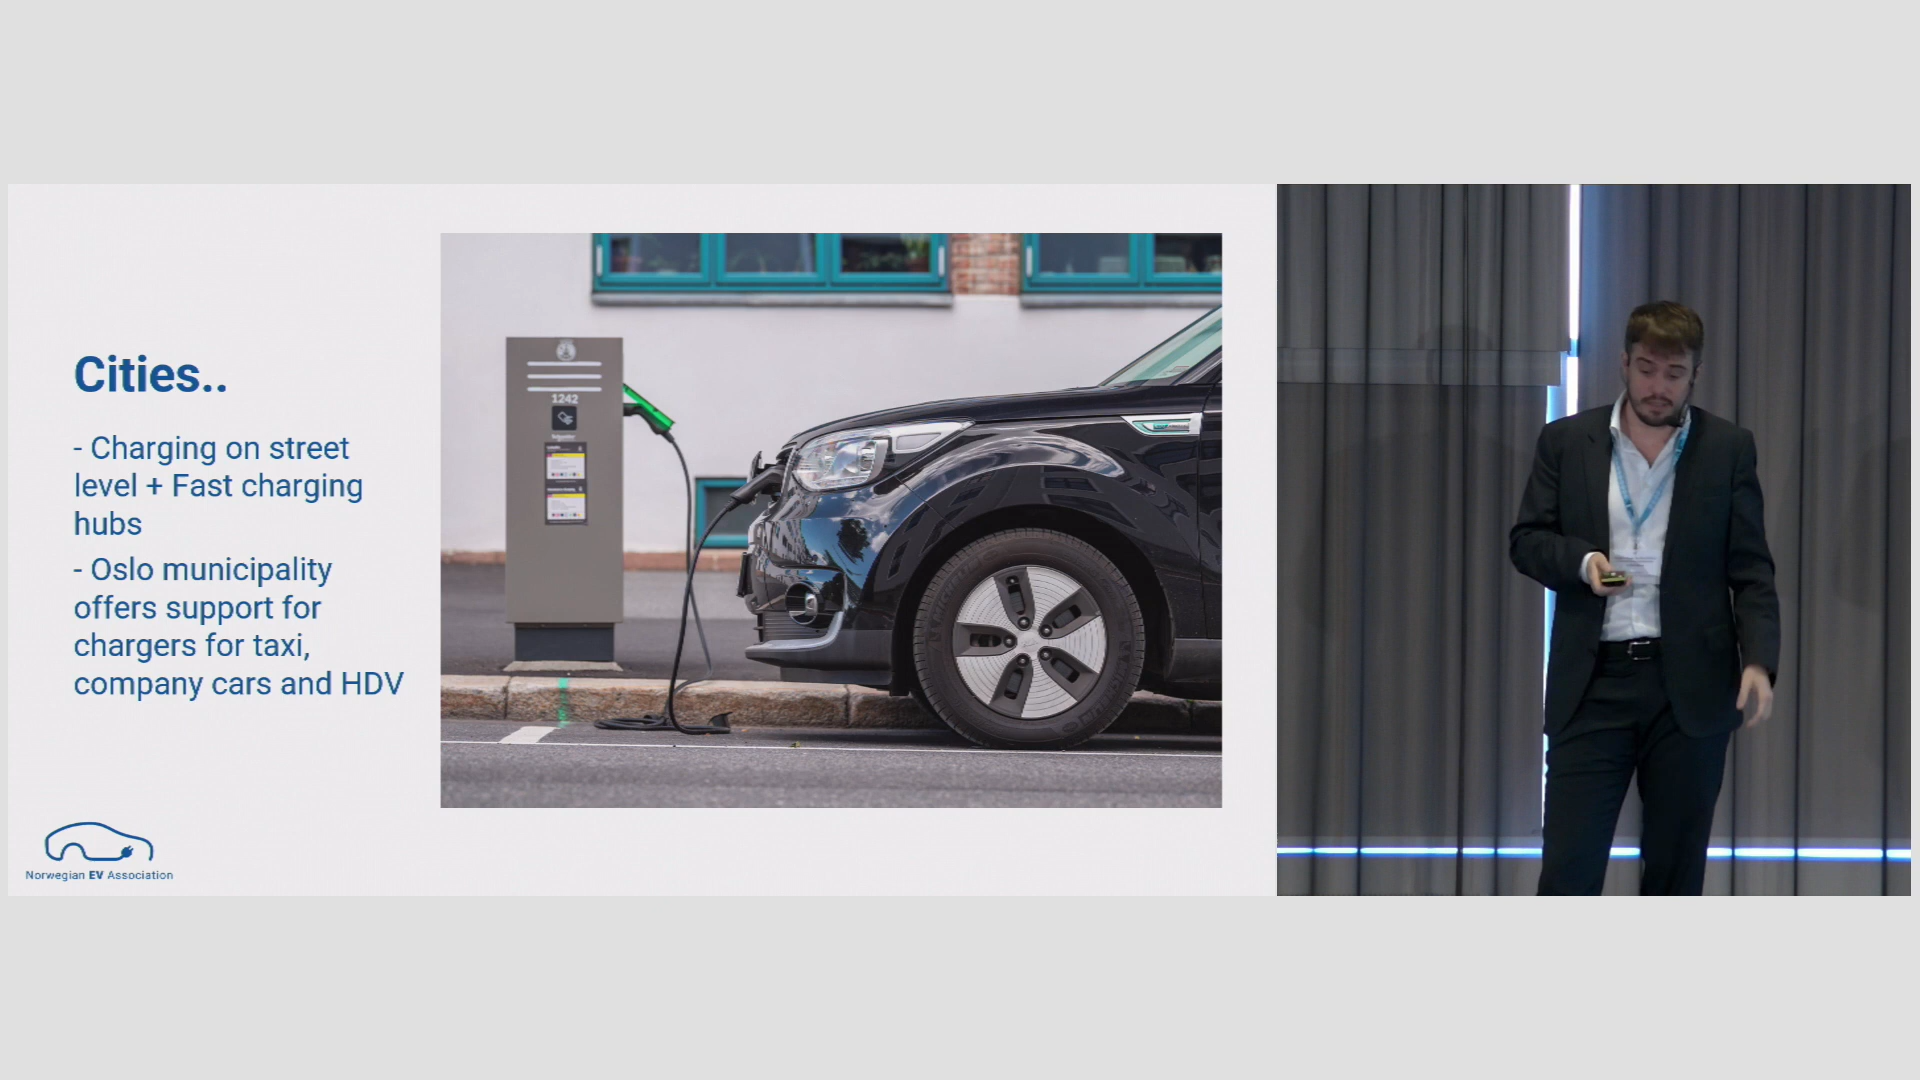 Cities..
- Charging on street
level + Fast charging
hubs
- Oslo municipality
offers support for
chargers for taxi,
company cars and HDV
Norwegian EV Association
1242